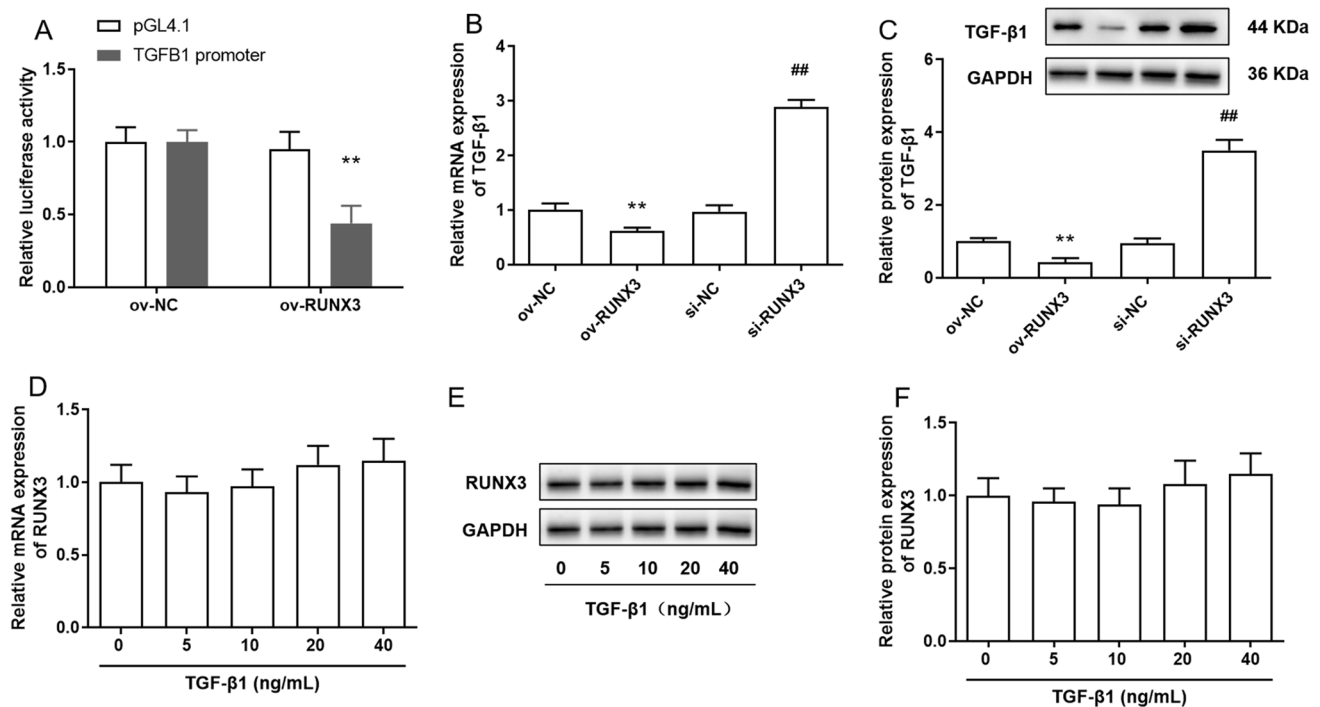 A
pGL4.1
TGFB1 promoter
Relative luciferase activity
1.5
1.0
0.5
0.0
ov-NC
ov-RUNX3
**
B
Relative mRNA expression
of TGF-β1
4
3
2
1
0
**
##
ov-NC
ov-RUNX3
si-NC
si-RUNX3
C
TGF-β1
44 KDa
GAPDH
36 KDa
Relative protein expression
of TGF-β1
6
4
2
0
**
##
ov-NC
ov-RUNX3
si-NC
si-RUNX3
D
Relative mRNA expression
of RUNX3
1.5
1.0
0.5
0.0
0 5 10 20 40
TGF-β1 (ng/mL)
E
RUNX3
GAPDH
0 5 10 20 40
TGF-β1（ng/mL）
F
Relative protein expression
of RUNX3
1.5
1.0
0.5
0.0
0 5 10 20 40
TGF-β1 (ng/mL)